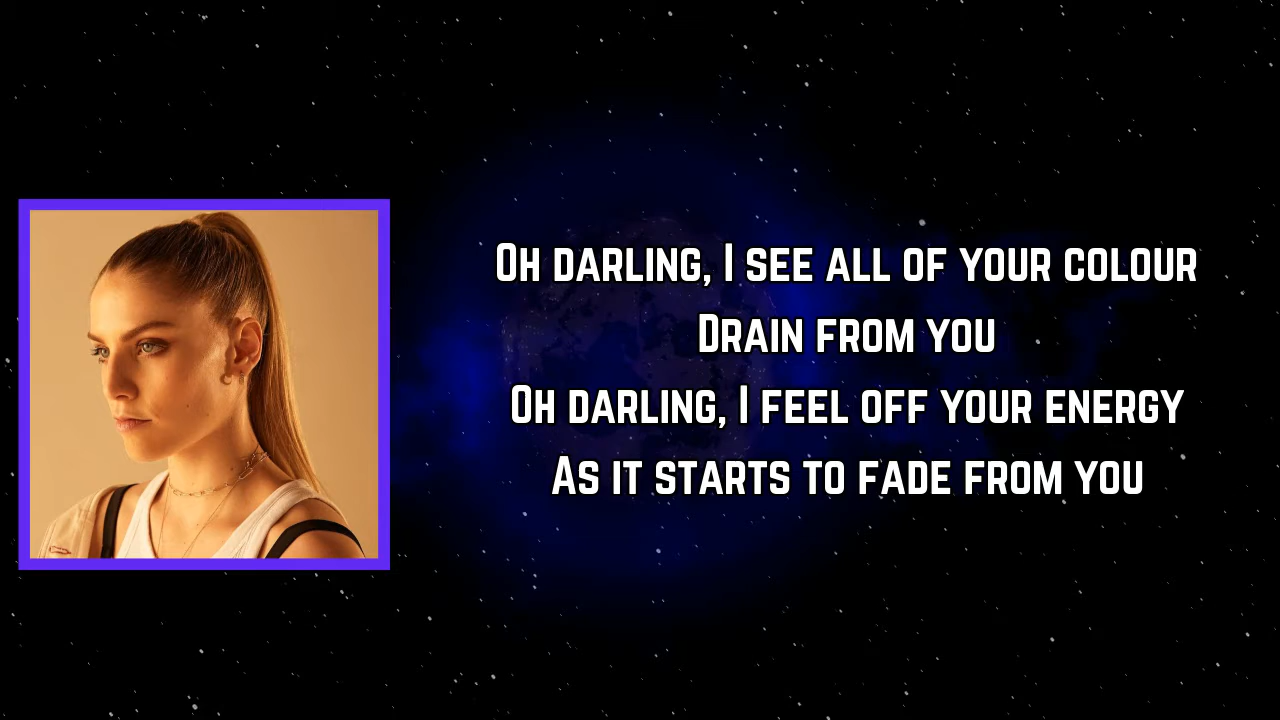 Oh darling, I see all of your colour
Drain from you
Oh darling, I feel off your energy
As it starts to fade from you